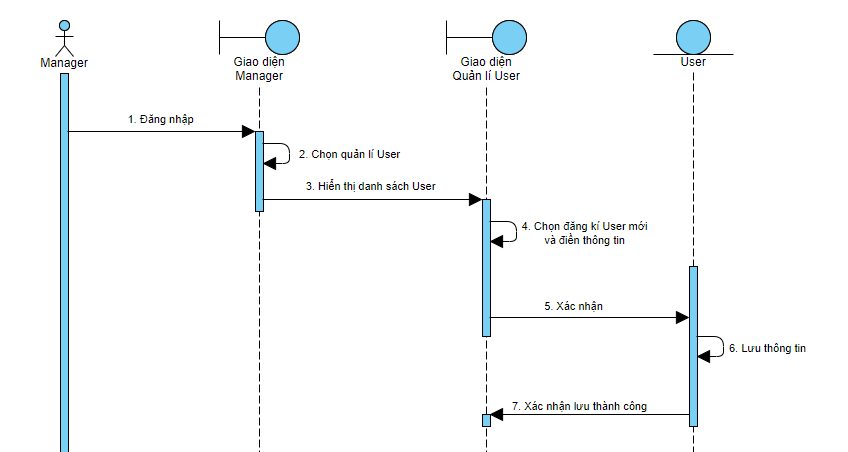 Manager
Giao diện
Manager
Giao diện
Quản lí User
User
1. Đăng nhập
2. Chọn quản lí User
3. Hiển thị danh sách User
4. Chọn đăng kí User mới
và điền thông tin
5. Xác nhận
6. Lưu thông tin
7. Xác nhận lưu thành công